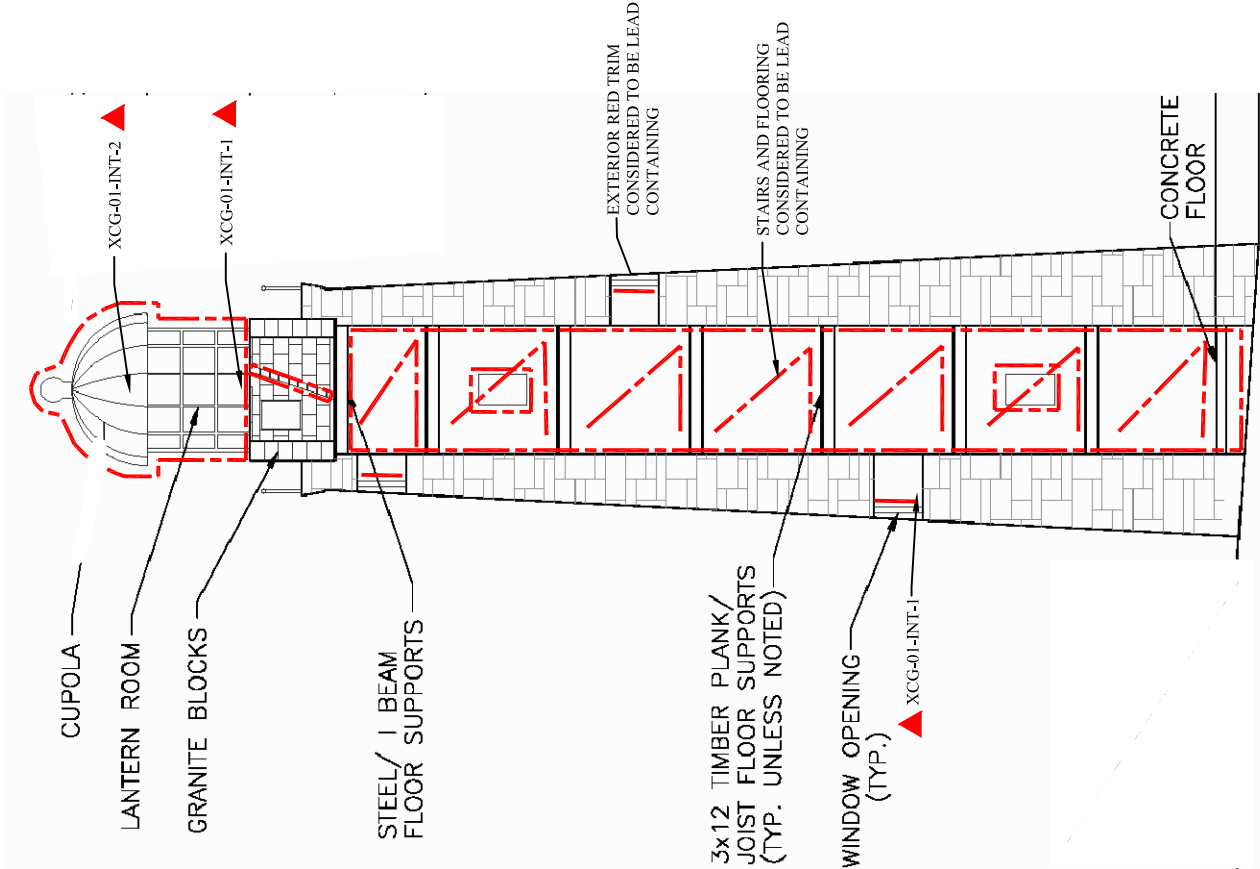 CUPOLA
LANTERN ROOM
GRANITE BLOCKS
STEEL/ I BEAM
FLOOR SUPPORTS
3x12 TIMBER PLANK/
JOIST FLOOR SUPPORTS
(TYP. UNLESS NOTED)
WINDOW OPENING
(TYP.)
XCG-01-INT-1
XCG-01-INT-2
XCG-01-INT-1
EXTERIOR RED TRIM
CONSIDERED TO BE LEAD
CONTAINING
STAIRS AND FLOORING
CONSIDERED TO BE LEAD
CONTAINING
CONCRETE
FLOOR